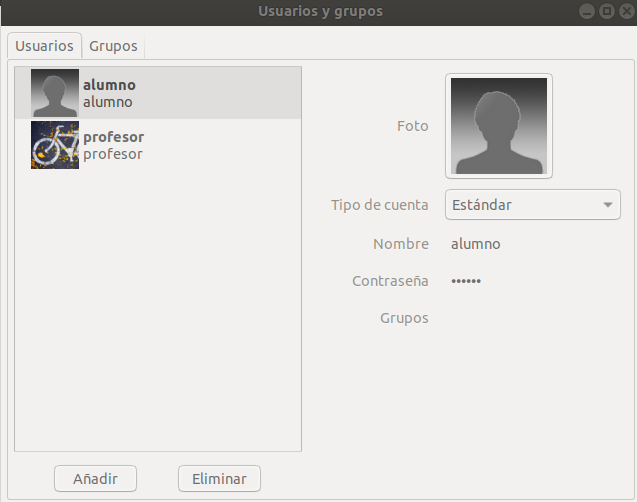 Usuarios y grupos
Usuarios Grupos
alumno
alumno
profesor
profesor
Foto
Tipo de cuenta Estándar
Nombre alumno
Contraseña ••••••
Grupos
Añadir Eliminar